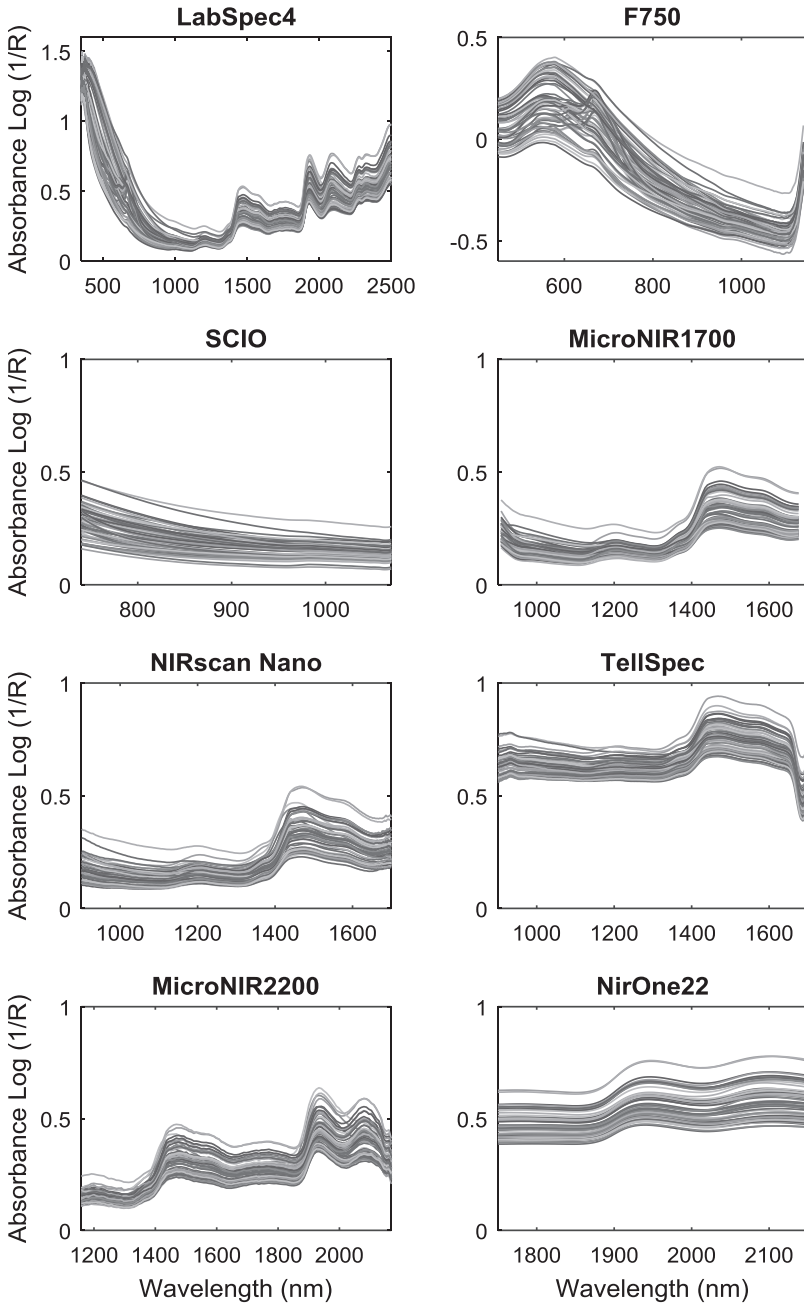 LabSpec4
F750
Absorbance Log (1/R)
1.5
1
0.5
0
500 1000 1500 2000 2500
0.5
0
-0.5
600 800 1000
SCIO
MicroNIR1700
Absorbance Log (1/R)
1
0.5
0
800 900 1000
1
0.5
0
1000 1200 1400 1600
NIRscan Nano
TellSpec
Absorbance Log (1/R)
1
0.5
0
1000 1200 1400 1600
1
0.5
0
1000 1200 1400 1600
MicroNIR2200
NirOne22
Absorbance Log (1/R)
1
0.5
0
1200 1400 1600 1800 2000
Wavelength (nm)
1
0.5
0
1800 1900 2000 2100
Wavelength (nm)